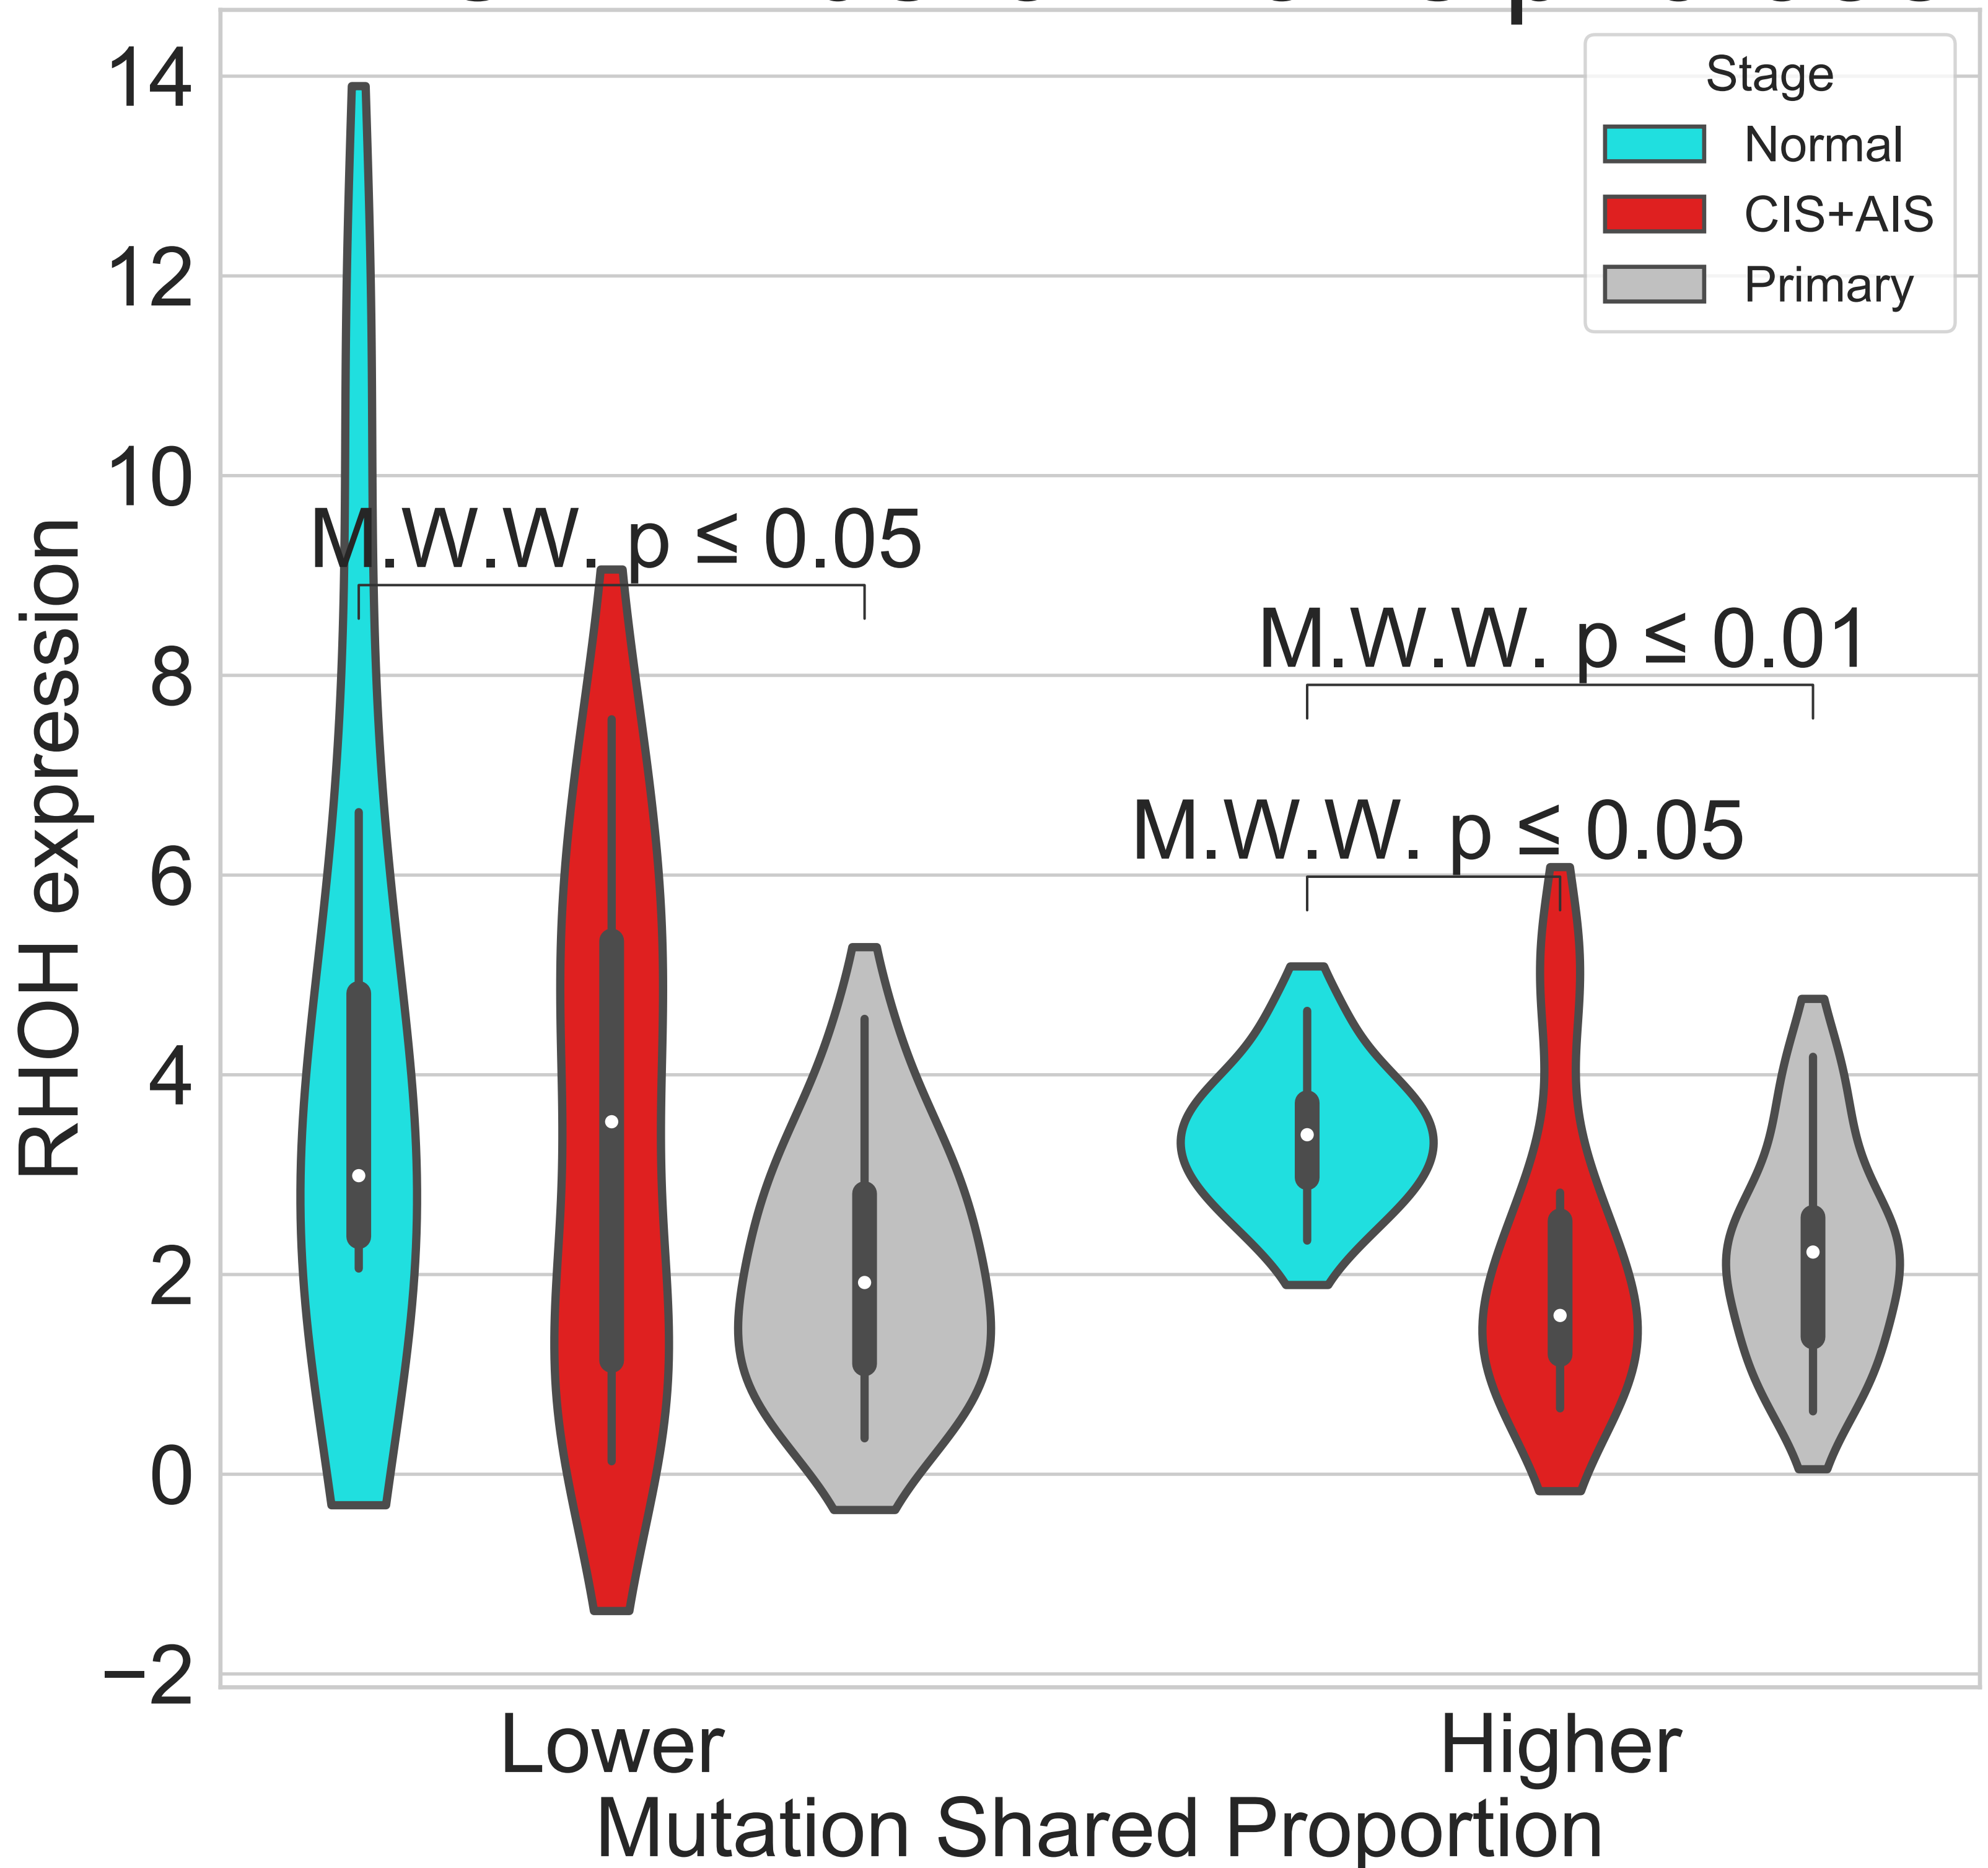 Stage
Normal
CIS+AIS
Primary
14
12
10
8
6
4
2
0
−2
RHOH expression
M.W.W. p ≤ 0.05
M.W.W. p ≤ 0.01
M.W.W. p ≤ 0.05
Lower
Higher
Mutation Shared Proportion